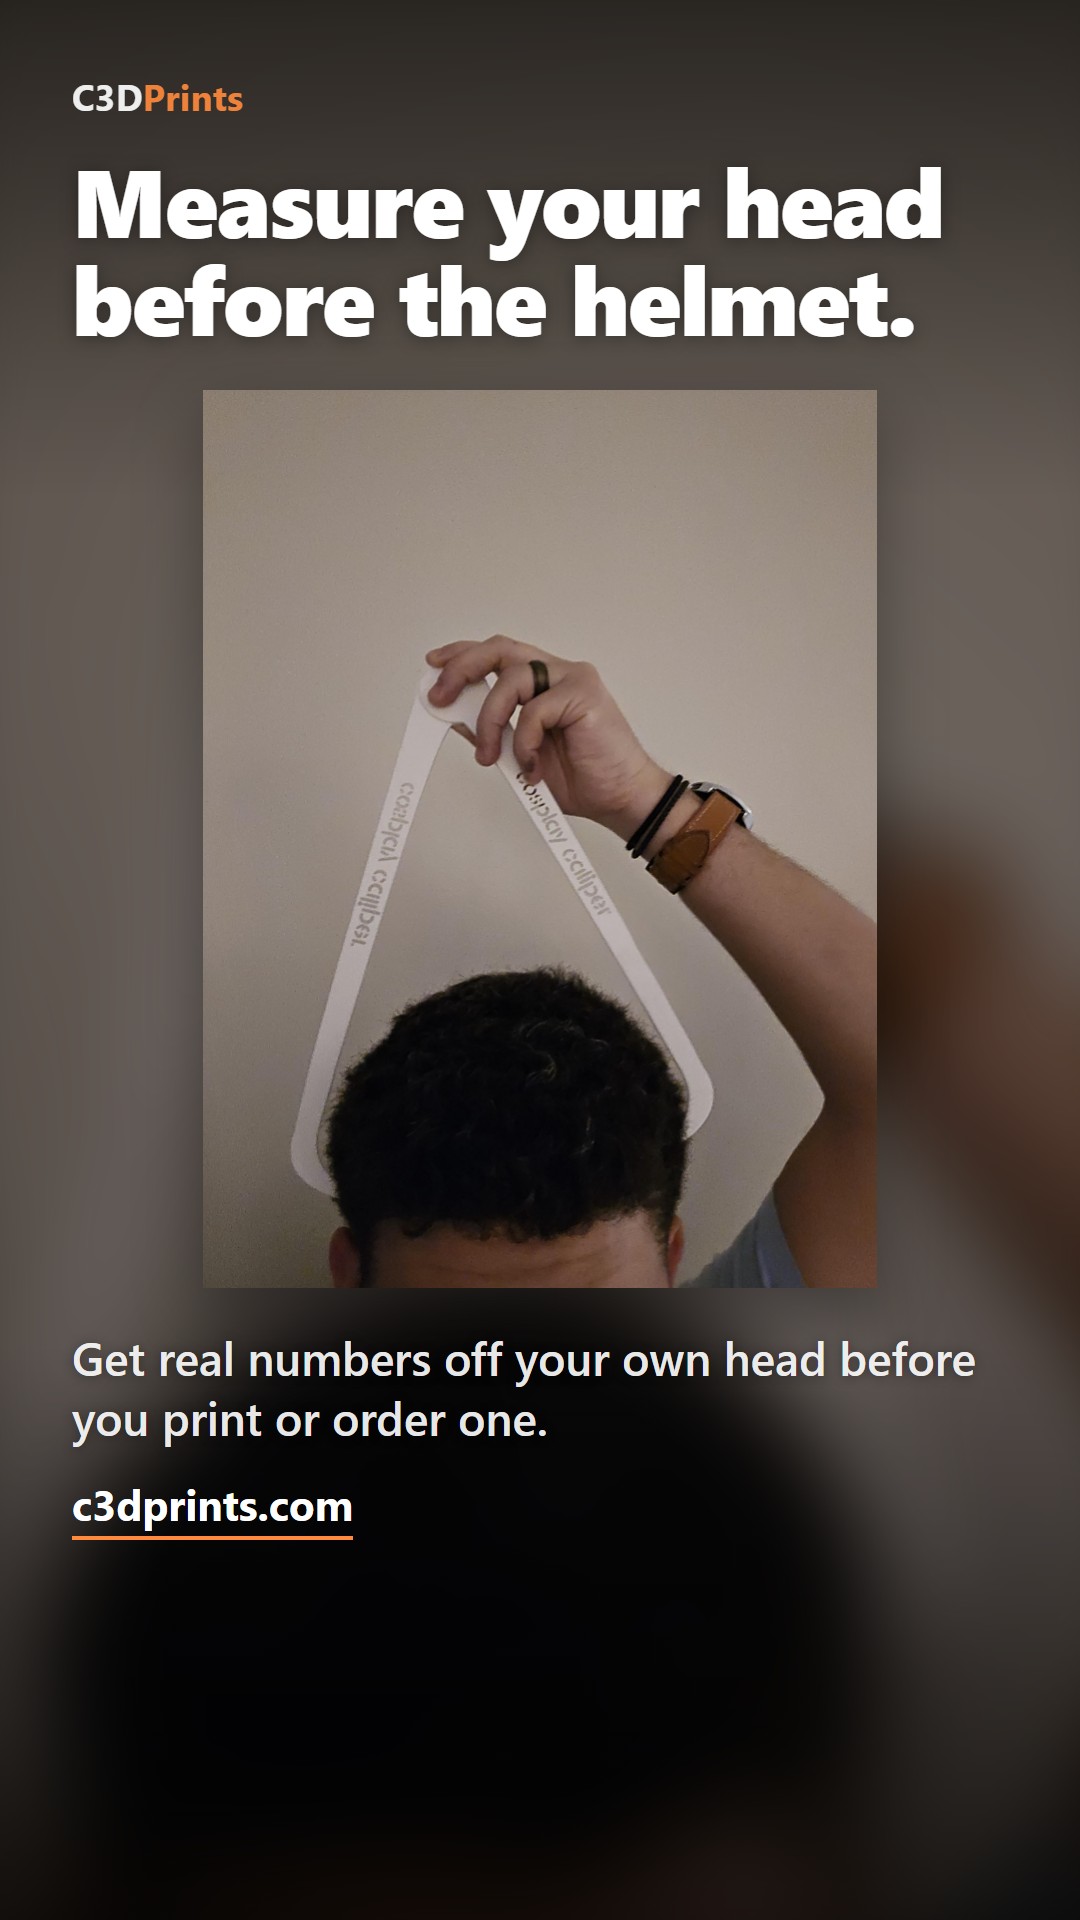 C3DPrints
Measure your head
before the helmet.
cosplay caliper
cosplay caliper
Get real numbers off your own head before
you print or order one.
c3dprints.com